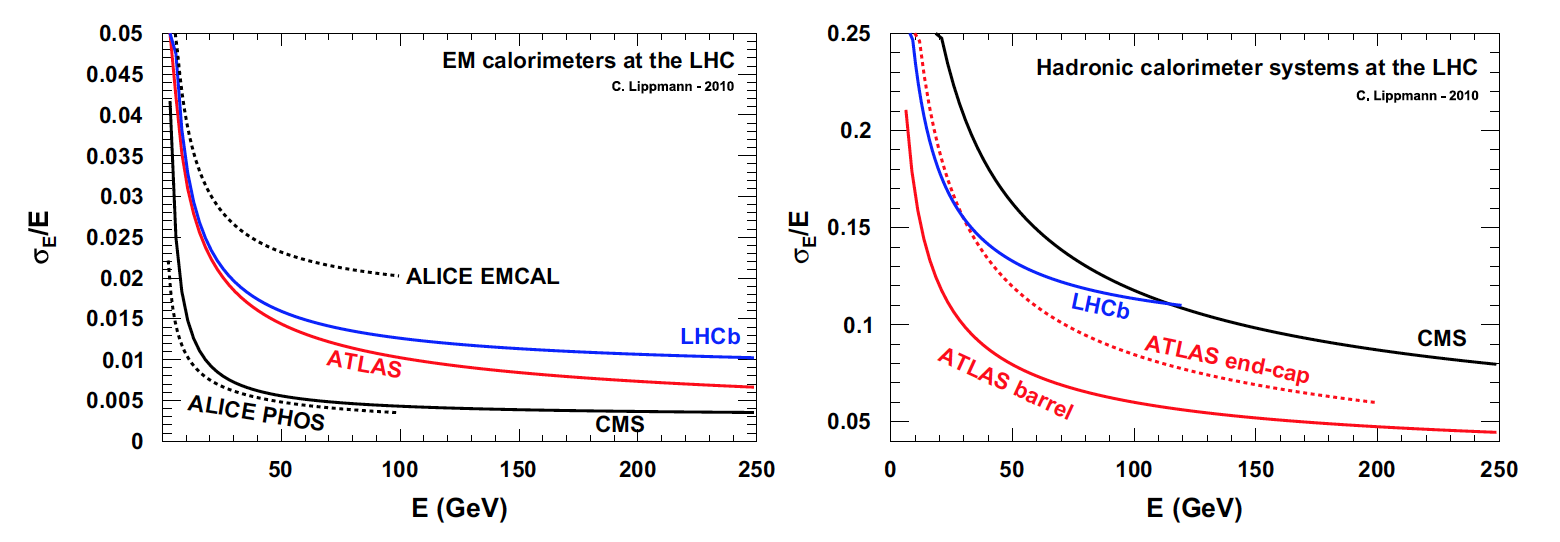 EM calorimeters at the LHC
C. Lippmann - 2010
0.05
0.045
0.04
0.035
0.03
0.025
0.02
0.015
0.01
0.005
0
σE/E
ALICE EMCAL
LHCb
ATLAS
ALICE PHOS
CMS
50 100 150 200 250
E (GeV)
Hadronic calorimeter systems at the LHC
C. Lippmann - 2010
0.25
0.2
0.15
0.1
0.05
σE/E
LHCb
CMS
ATLAS end-cap
ATLAS barrel
0 50 100 150 200 250
E (GeV)